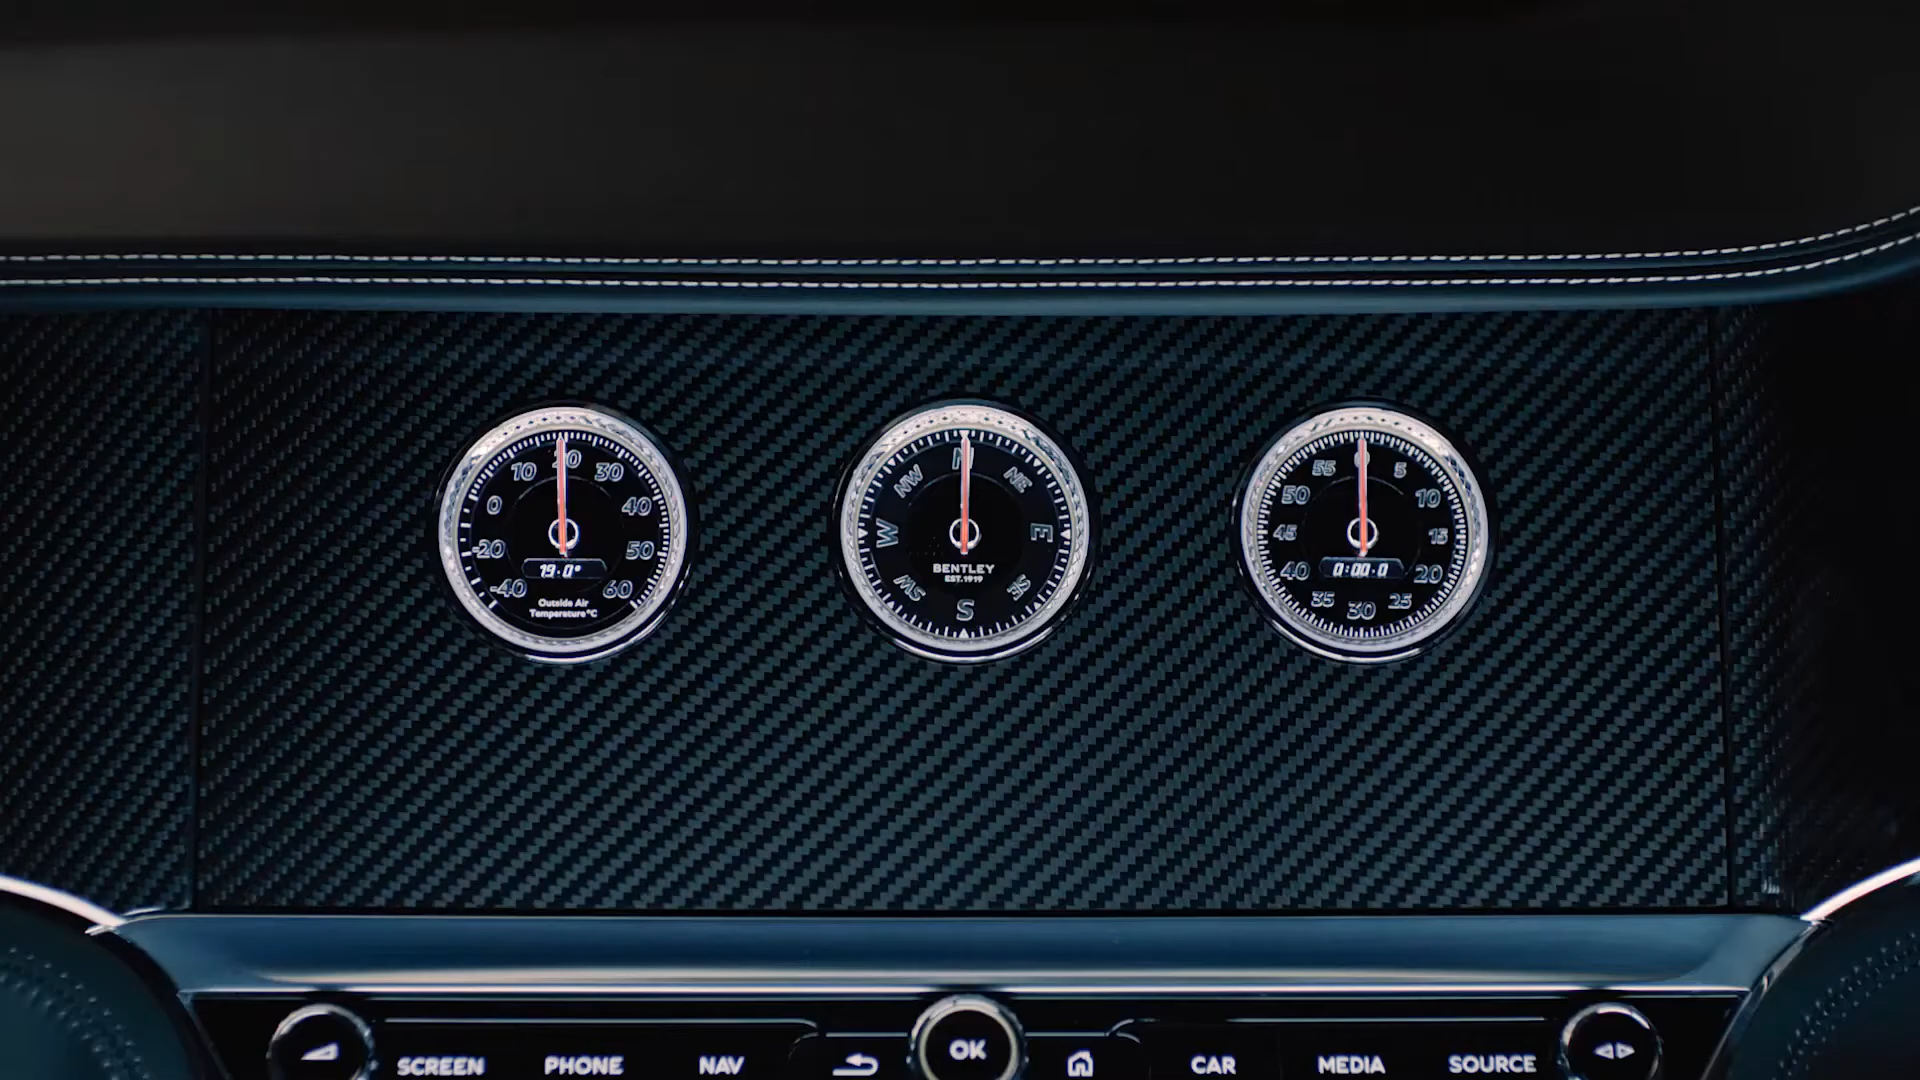 10 20 30
0 40
-20 50
19.0°
-40 60
Outside Air
Temperature °C
N
NW NE
W E
BENTLEY
EST. 1919
SW SE
S
55 0 5
50 10
45 15
40 0:00.0 20
35 25
30
SCREEN PHONE NAV OK CAR MEDIA SOURCE